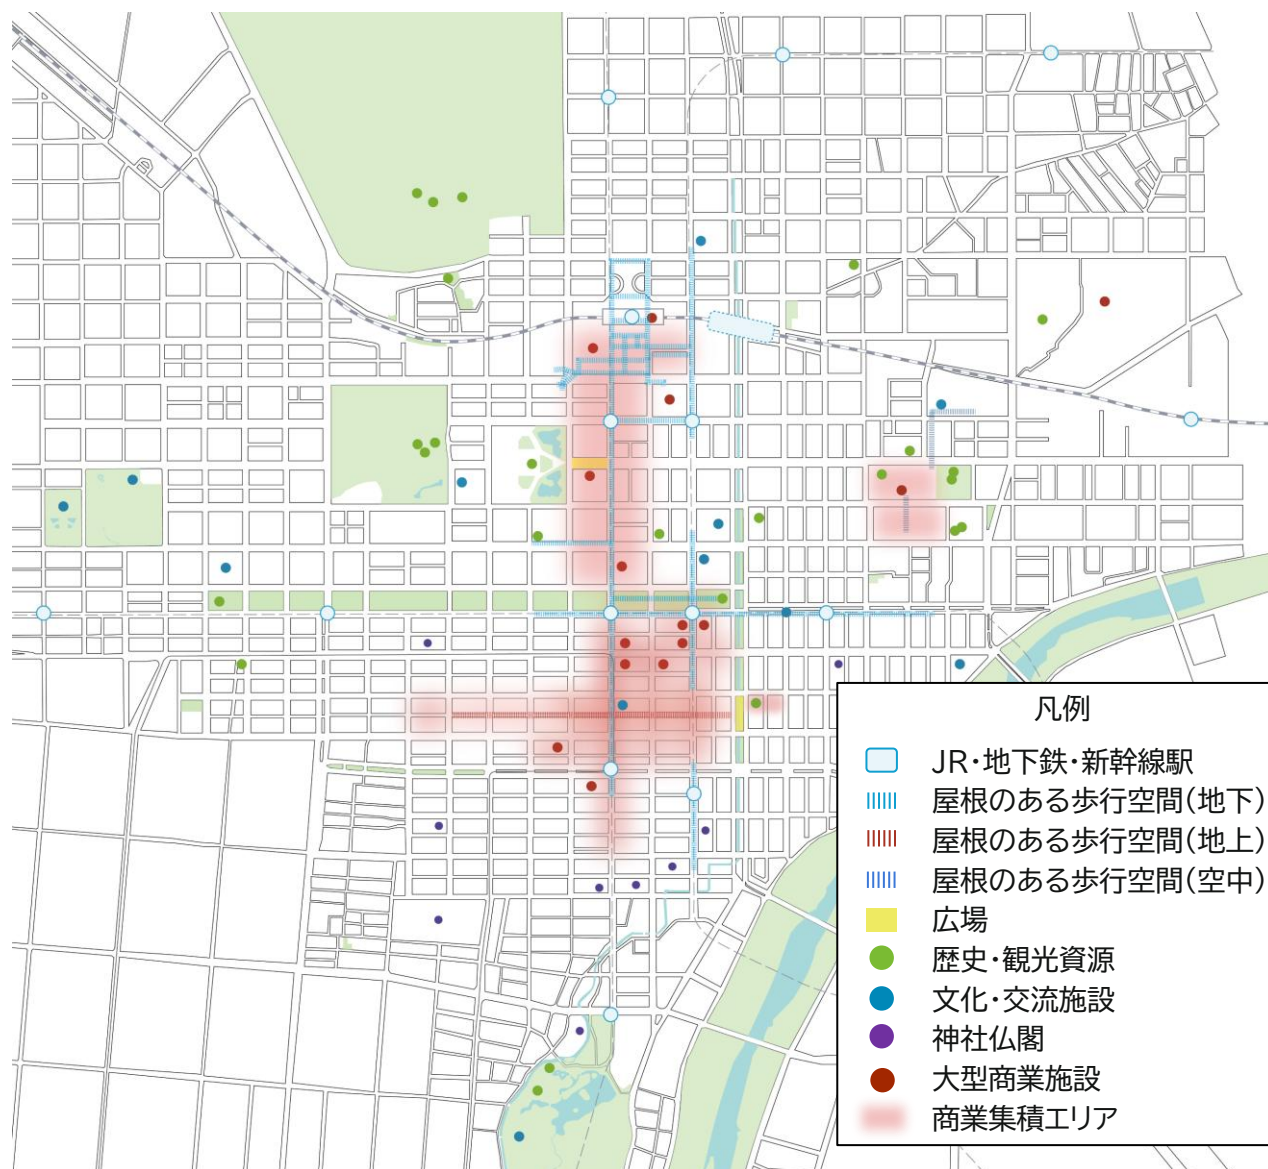 凡例
JR・地下鉄・新幹線駅
屋根のある歩行空間(地下)
屋根のある歩行空間(地上)
屋根のある歩行空間(空中)
広場
歴史・観光資源
文化・交流施設
神社仏閣
大型商業施設
商業集積エリア